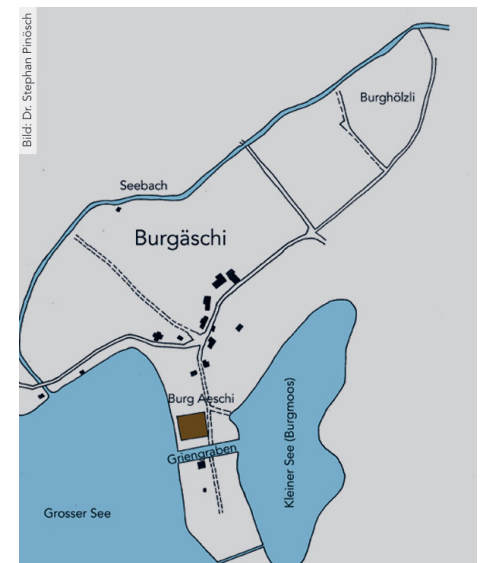 Bild: Dr. Stephan Pinösch
Burghölzli
Seebach
Burgäschi
Burg Aeschi
Griengraben
Kleiner See (Burgmoos)
Grosser See